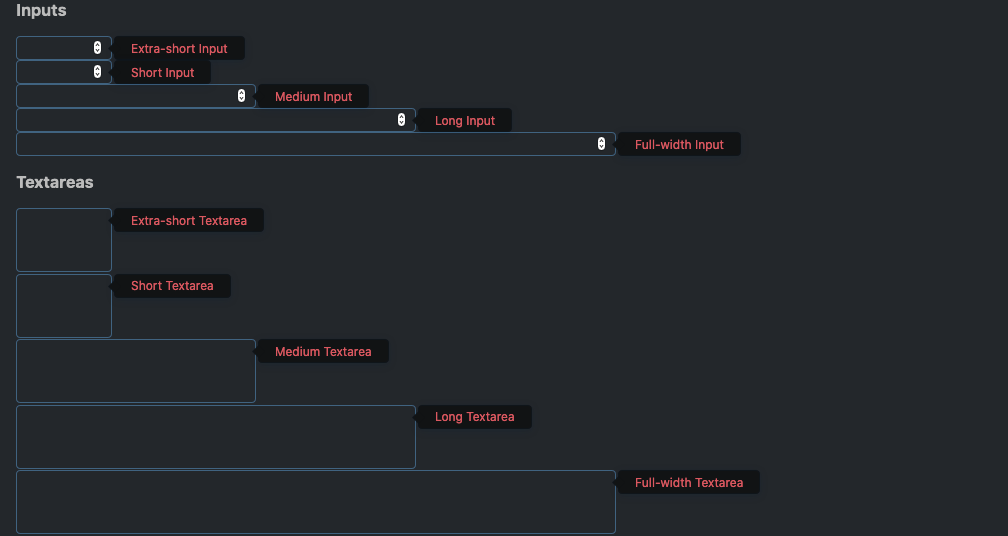 Inputs
Extra-short Input
Short Input
Medium Input
Long Input
Full-width Input
Textareas
Extra-short Textarea
Short Textarea
Medium Textarea
Long Textarea
Full-width Textarea